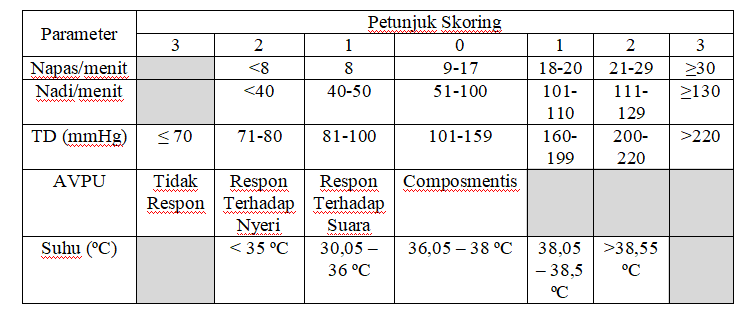 Parameter Petunjuk Skoring
3 2 1 0 1 2 3
Napas/menit <8 8 9-17 18-20 21-29 ≥30
Nadi/menit <40 40-50 51-100 101- 111- ≥130
110 129
TD (mmHg) ≤ 70 71-80 81-100 101-159 160- 200- >220
199 220
AVPU Tidak Respon Respon Composmentis
Respon Terhadap Terhadap
Nyeri Suara
Suhu (ºC) < 35 ºC 30,05 – 36,05 – 38 ºC 38,05 >38,55
36 ºC – 38,5 ºC
ºC